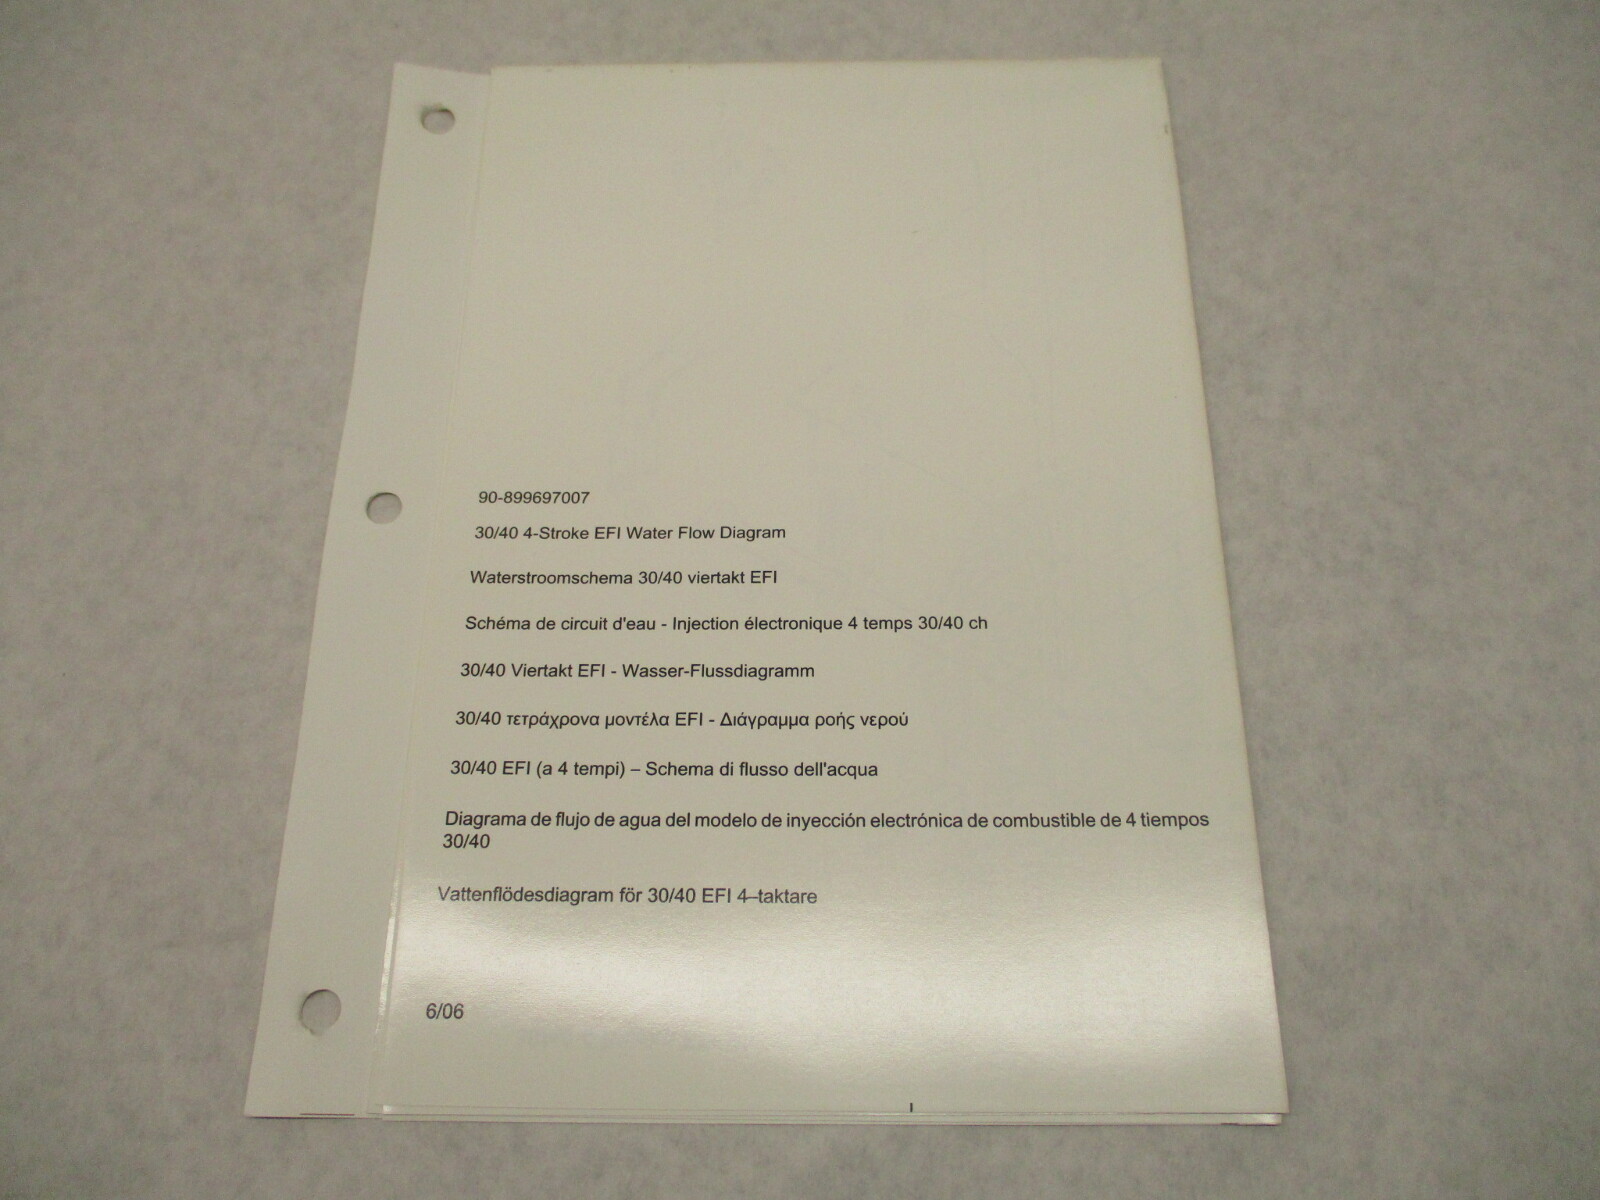 90-899697007
30/40 4-Stroke EFI Water Flow Diagram
Waterstroomschema 30/40 viertakt EFI
Schéma de circuit d'eau - Injection électronique 4 temps 30/40 ch
30/40 Viertakt EFI - Wasser-Flussdiagramm
30/40 τετράχρονα μοντέλα EFI - Διάγραμμα ροής νερού
30/40 EFI (a 4 tempi) – Schema di flusso dell'acqua
Diagrama de flujo de agua del modelo de inyección electrónica de combustible de 4 tiempos
30/40
Vattenflödesdiagram för 30/40 EFI 4–taktare
6/06